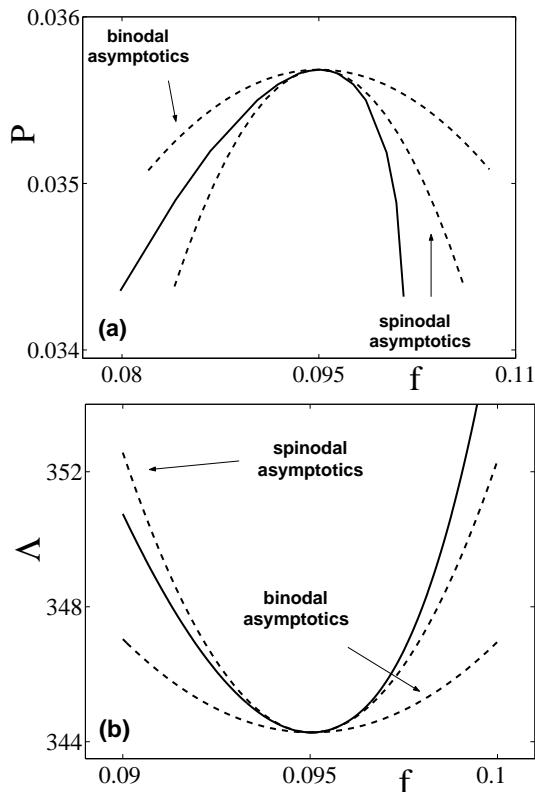 0.036
binodal
asymptotics
P
0.035
(a)
spinodal
asymptotics
0.034
0.08
0.095
f
0.11
352
spinodal
asymptotics
Λ
binodal
asymptotics
348
(b)
344
0.09
0.095
f
0.1